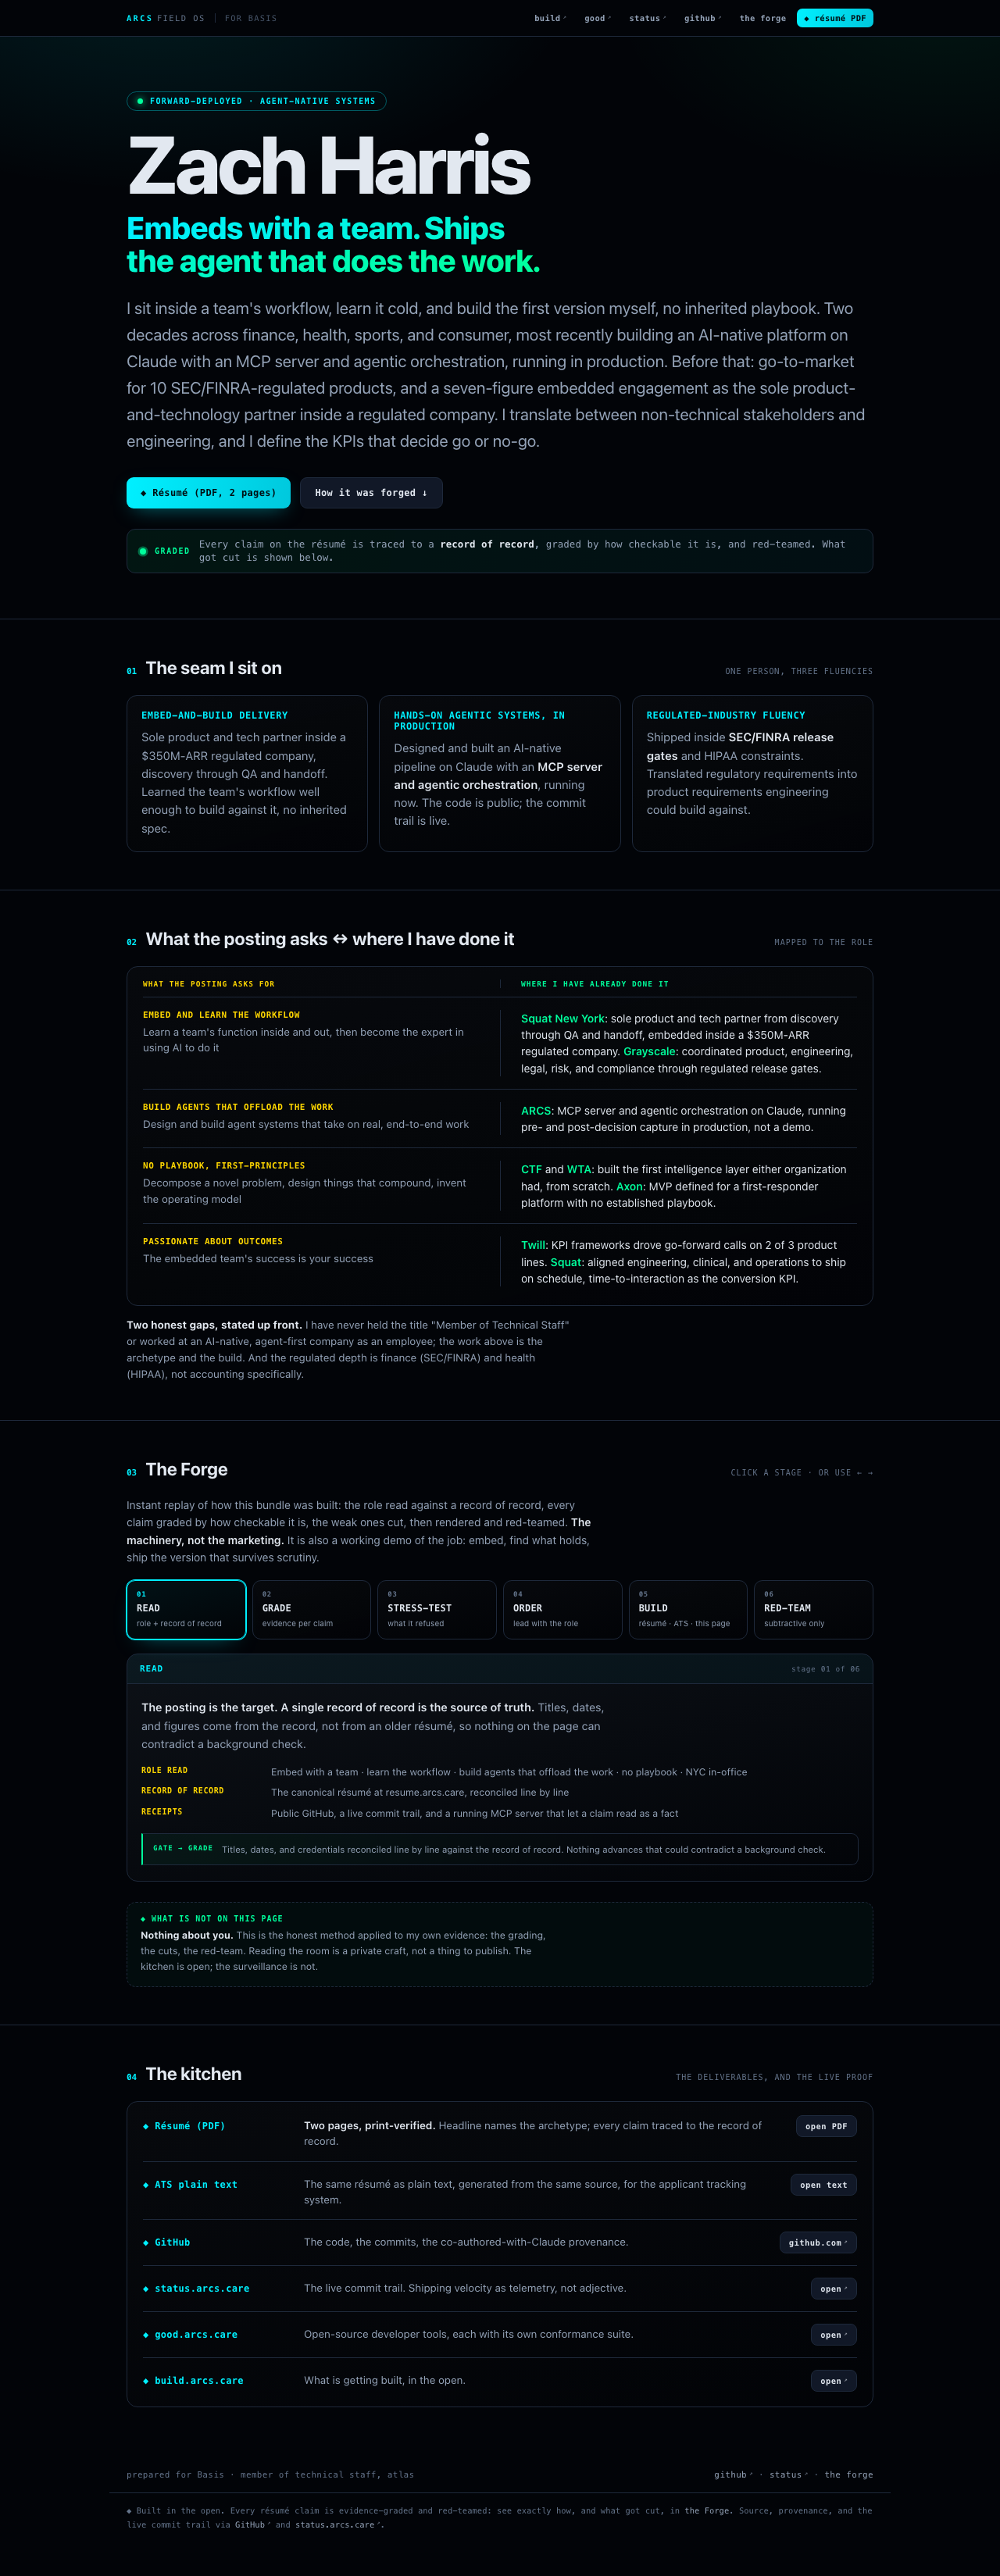 ARCS FIELD OS | FOR BASIS
build↗ good↗ status↗ github↗ the forge ◆ résumé PDF
FORWARD-DEPLOYED · AGENT-NATIVE SYSTEMS
Zach Harris
Embeds with a team. Ships
the agent that does the work.
I sit inside a team's workflow, learn it cold, and build the first version myself, no inherited playbook. Two
decades across finance, health, sports, and consumer, most recently building an AI-native platform on
Claude with an MCP server and agentic orchestration, running in production. Before that: go-to-market
for 10 SEC/FINRA-regulated products, and a seven-figure embedded engagement as the sole product-
and-technology partner inside a regulated company. I translate between non-technical stakeholders and
engineering, and I define the KPIs that decide go or no-go.
◆ Résumé (PDF, 2 pages) How it was forged ↓
GRADED Every claim on the résumé is traced to a record of record, graded by how checkable it is, and red-teamed. What
got cut is shown below.
01 The seam I sit on
ONE PERSON, THREE FLUENCIES
EMBED-AND-BUILD DELIVERY
Sole product and tech partner inside a
$350M-ARR regulated company,
discovery through QA and handoff.
Learned the team's workflow well
enough to build against it, no inherited
spec.
HANDS-ON AGENTIC SYSTEMS, IN
PRODUCTION
Designed and built an AI-native
pipeline on Claude with an MCP server
and agentic orchestration, running
now. The code is public; the commit
trail is live.
REGULATED-INDUSTRY FLUENCY
Shipped inside SEC/FINRA release
gates and HIPAA constraints.
Translated regulatory requirements into
product requirements engineering
could build against.
02 What the posting asks ↔ where I have done it
MAPPED TO THE ROLE
WHAT THE POSTING ASKS FOR
WHERE I HAVE ALREADY DONE IT
EMBED AND LEARN THE WORKFLOW
Learn a team's function inside and out, then become the expert in
using AI to do it
Squat New York: sole product and tech partner from discovery
through QA and handoff, embedded inside a $350M-ARR
regulated company. Grayscale: coordinated product, engineering,
legal, risk, and compliance through regulated release gates.
BUILD AGENTS THAT OFFLOAD THE WORK
Design and build agent systems that take on real, end-to-end work
ARCS: MCP server and agentic orchestration on Claude, running
pre- and post-decision capture in production, not a demo.
NO PLAYBOOK, FIRST-PRINCIPLES
Decompose a novel problem, design things that compound, invent
the operating model
CTF and WTA: built the first intelligence layer either organization
had, from scratch. Axon: MVP defined for a first-responder
platform with no established playbook.
PASSIONATE ABOUT OUTCOMES
The embedded team's success is your success
Twill: KPI frameworks drove go-forward calls on 2 of 3 product
lines. Squat: aligned engineering, clinical, and operations to ship
on schedule, time-to-interaction as the conversion KPI.
Two honest gaps, stated up front. I have never held the title "Member of Technical Staff"
or worked at an AI-native, agent-first company as an employee; the work above is the
archetype and the build. And the regulated depth is finance (SEC/FINRA) and health
(HIPAA), not accounting specifically.
03 The Forge
CLICK A STAGE · OR USE ← →
Instant replay of how this bundle was built: the role read against a record of record, every
claim graded by how checkable it is, the weak ones cut, then rendered and red-teamed. The
machinery, not the marketing. It is also a working demo of the job: embed, find what holds,
ship the version that survives scrutiny.
01
READ
role + record of record
02
GRADE
evidence per claim
03
STRESS-TEST
what it refused
04
ORDER
lead with the role
05
BUILD
résumé · ATS · this page
06
RED-TEAM
subtractive only
READ
stage 01 of 06
The posting is the target. A single record of record is the source of truth. Titles, dates,
and figures come from the record, not from an older résumé, so nothing on the page can
contradict a background check.
ROLE READ Embed with a team · learn the workflow · build agents that offload the work · no playbook · NYC in-office
RECORD OF RECORD The canonical résumé at resume.arcs.care, reconciled line by line
RECEIPTS Public GitHub, a live commit trail, and a running MCP server that let a claim read as a fact
GATE → GRADE Titles, dates, and credentials reconciled line by line against the record of record. Nothing advances that could contradict a background check.
◆ WHAT IS NOT ON THIS PAGE
Nothing about you. This is the honest method applied to my own evidence: the grading,
the cuts, the red-team. Reading the room is a private craft, not a thing to publish. The
kitchen is open; the surveillance is not.
04 The kitchen
THE DELIVERABLES, AND THE LIVE PROOF
◆ Résumé (PDF) Two pages, print-verified. Headline names the archetype; every claim traced to the record of
record.
open PDF
◆ ATS plain text The same résumé as plain text, generated from the same source, for the applicant tracking
system.
open text
◆ GitHub The code, the commits, the co-authored-with-Claude provenance. github.com↗
◆ status.arcs.care The live commit trail. Shipping velocity as telemetry, not adjective. open↗
◆ good.arcs.care Open-source developer tools, each with its own conformance suite. open↗
◆ build.arcs.care What is getting built, in the open. open↗
prepared for Basis · member of technical staff, atlas
github↗ · status↗ · the forge
◆ Built in the open. Every résumé claim is evidence-graded and red-teamed: see exactly how, and what got cut, in the Forge. Source, provenance, and the
live commit trail via GitHub↗ and status.arcs.care↗.